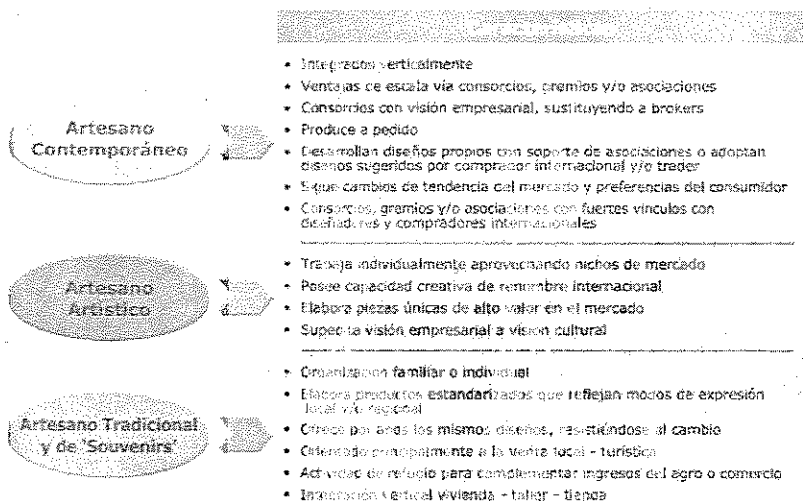 Integrados verticalmente
Ventajas de escala vía consorcios, gremios y/o asociaciones
Consorcios con visión empresarial, sustituyendo a brokers
Produce a pedido
Desarrollan diseños propios con soporte de asociaciones o adoptan
diseños sugeridos por comprador internacional y/o trader
Sigue cambios de tendencia del mercado y preferencias del consumidor
Consorcios, gremios y/o asociaciones con fuertes vínculos con
diseñadores y compradores internacionales
Artesano
Contemporáneo
Trabaja individualmente aprovechando nichos de mercado
Posee capacidad creativa de renombre internacional
Elabora piezas únicas de alto valor en el mercado
Supedita visión empresarial a visión cultural
Artesano
Artístico
Organización familiar o individual
Elabora productos estandarizados que reflejan modos de expresión
local y/o regional
Ofrece por años los mismos diseños, resistiéndose al cambio
Orientado principalmente a la venta local - turística
Actividad de refugio para complementar ingresos del agro o comercio
Integración vertical vivienda - taller - tienda
Artesano Tradicional
y de 'Souvenirs'